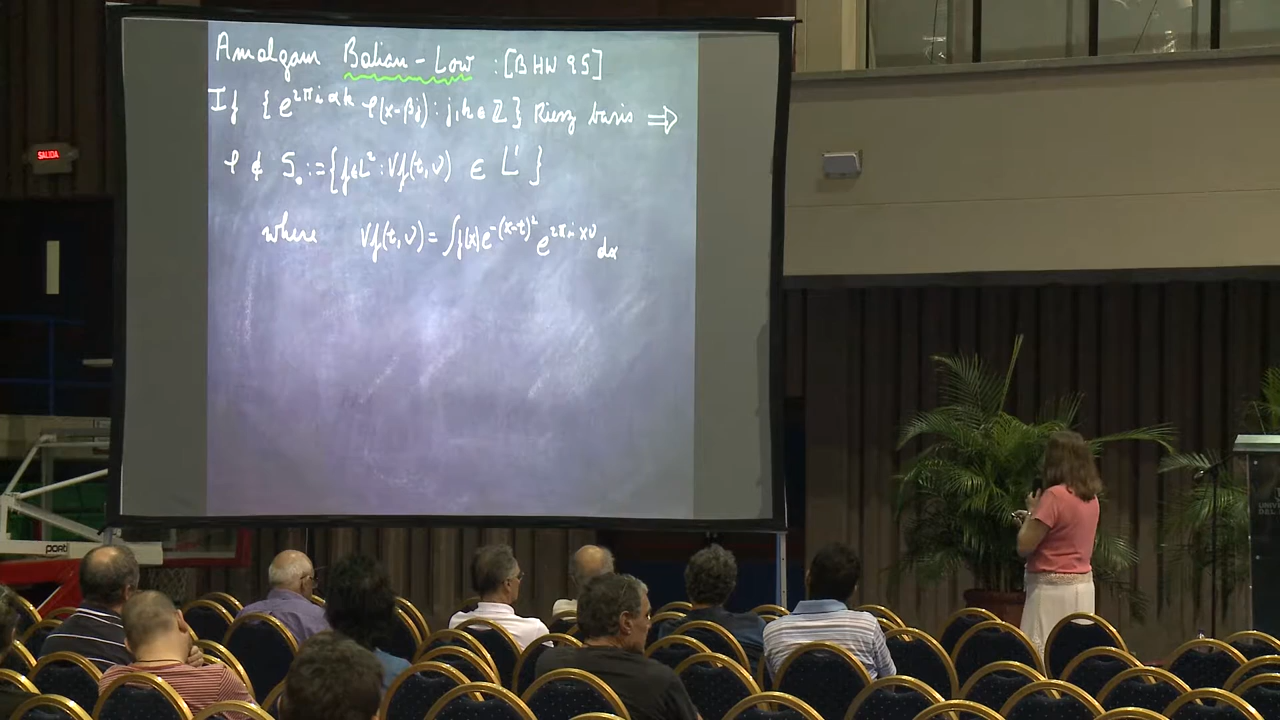 Amalgam Balian-Low : [BHW 95]
If { e^{2πiαk} φ(x-βj) : j,k ∈ Z } Riesz basis ⇒
φ ∉ S₀ := { f∈L² : Vf(t,ν) ∈ L¹ }
where Vf(t,ν) = ∫f(x)e^{-(x-t)²} e^{2πixν} dx
SALIDA
porti